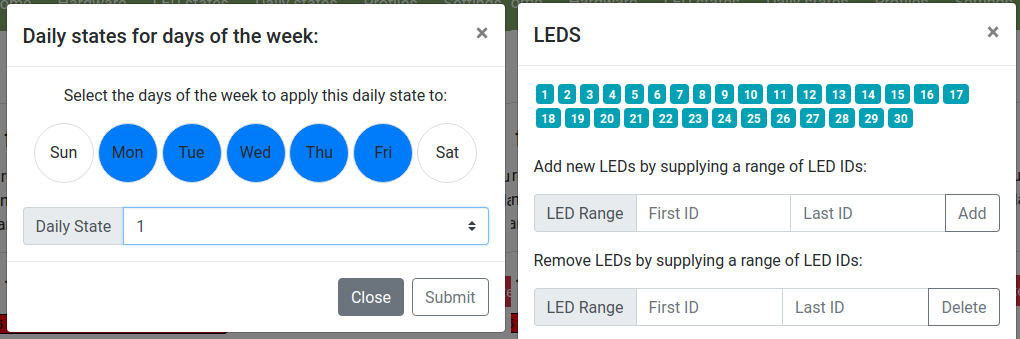 Daily states for days of the week:
×
Select the days of the week to apply this daily state to:
Sun Mon Tue Wed Thu Fri Sat
Daily State 1
Close Submit
LEDS
×
1 2 3 4 5 6 7 8 9 10 11 12 13 14 15 16 17
18 19 20 21 22 23 24 25 26 27 28 29 30
Add new LEDs by supplying a range of LED IDs:
LED Range First ID Last ID Add
Remove LEDs by supplying a range of LED IDs:
LED Range First ID Last ID Delete